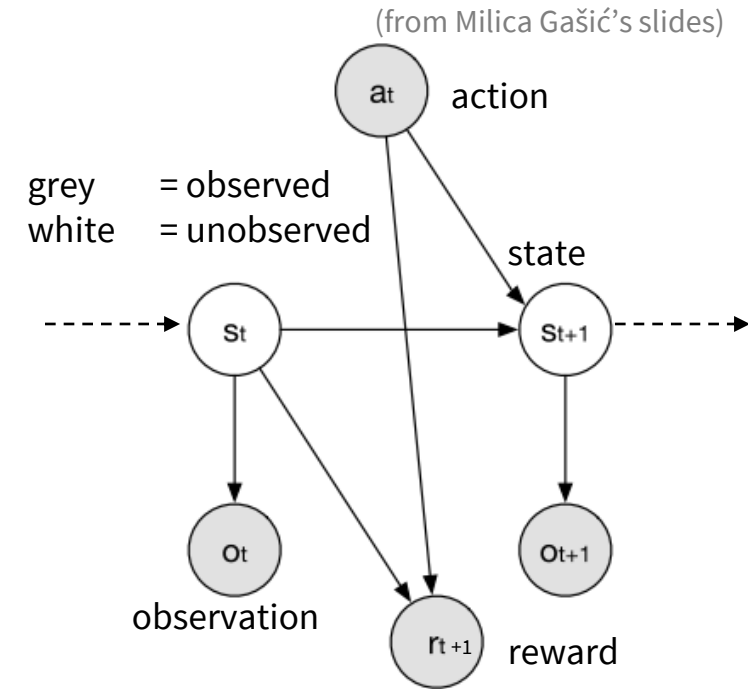 (from Milica Gašić’s slides)
at
action
grey = observed
white = unobserved
state
st
st+1
ot
ot+1
observation
rt +1
reward